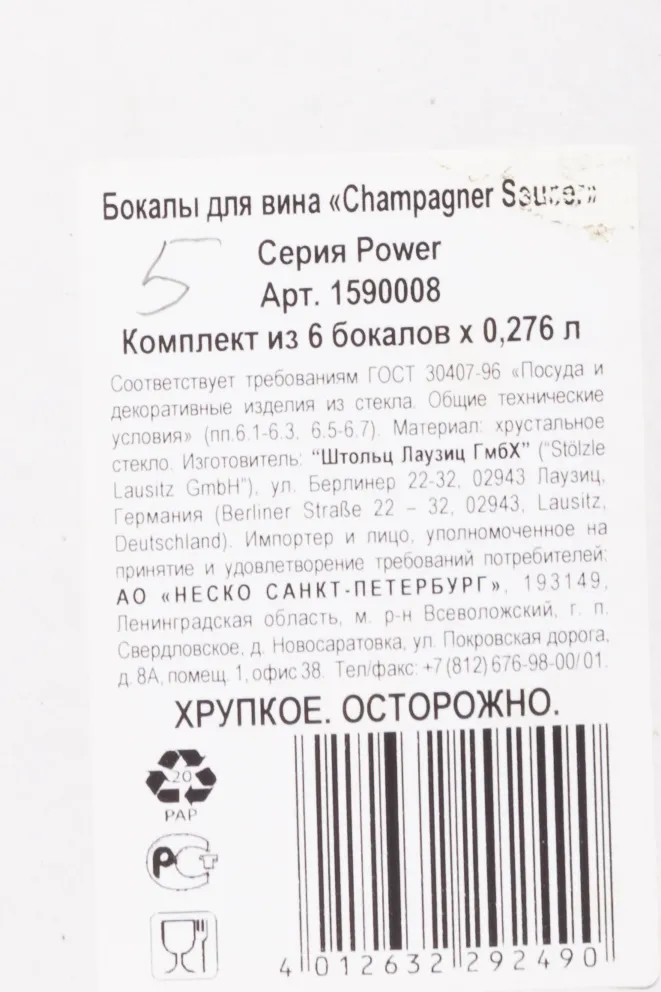 Бокалы для вина «Champagner Saucer»
5
Серия Power
Арт. 1590008
Комплект из 6 бокалов х 0,276 л
Соответствует требованиям ГОСТ 30407-96 «Посуда и
декоративные изделия из стекла. Общие технические
условия» (пп.6.1-6.3, 6.5-6.7). Материал: хрустальное
стекло. Изготовитель: "Штольц Лаузиц ГмбХ" ("Stölzle
Lausitz GmbH"), ул. Берлинер 22-32, 02943 Лаузиц,
Германия (Berliner Straße 22 – 32, 02943, Lausitz,
Deutschland). Импортер и лицо, уполномоченное на
принятие и удовлетворение требований потребителей:
АО «НЕСКО САНКТ-ПЕТЕРБУРГ», 193149,
Ленинградская область, м. р-н Всеволожский, г. п.
Свердловское, д. Новосаратовка, ул. Покровская дорога,
д. 8А, помещ. 1, офис 38. Тел/факс: +7 (812) 676-98-00/ 01.
ХРУПКОЕ. ОСТОРОЖНО.
20
PAP
РСТ
4 012632 292490